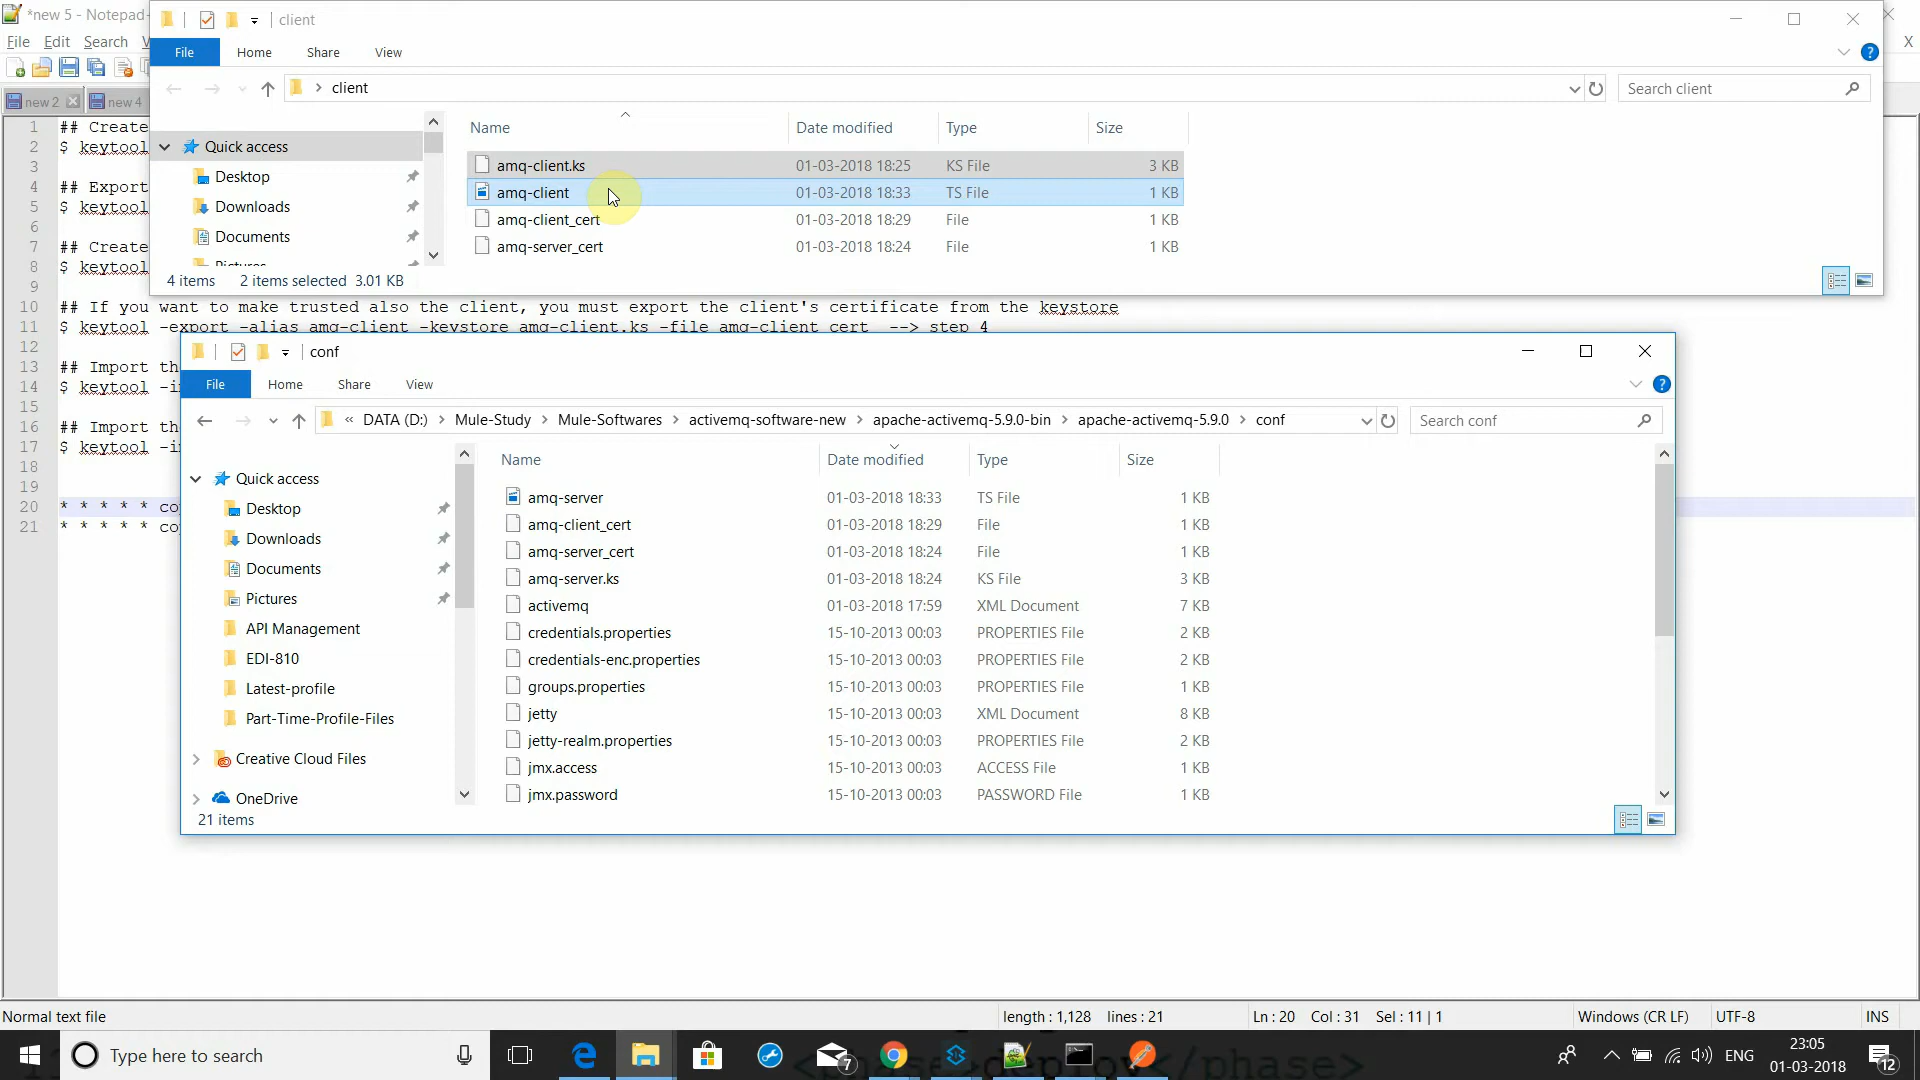 *new 5 - Notepad
client
File Edit Search V
File Home Share View
X
client
Search client
new 2 new 4
Name Date modified Type Size
Quick access
Desktop
Downloads
Documents
Pictures
amq-client.ks 01-03-2018 18:25 KS File 3 KB
amq-client 01-03-2018 18:33 TS File 1 KB
amq-client_cert 01-03-2018 18:29 File 1 KB
amq-server_cert 01-03-2018 18:24 File 1 KB
4 items 2 items selected 3.01 KB
1 ## Create
2 $ keytool
3
4 ## Export
5 $ keytool
6
7 ## Create
8 $ keytool
9
10 ## If you want to make trusted also the client, you must export the client's certificate from the keystore
11 $ keytool -export -alias amq-client -keystore amq-client.ks -file amq-client_cert --> step 4
12
13 ## Import th
14 $ keytool -i
15
16 ## Import th
17 $ keytool -i
18
19
20 * * * * * co
21 * * * * * co
conf
File Home Share View
« DATA (D:) > Mule-Study > Mule-Softwares > activemq-software-new > apache-activemq-5.9.0-bin > apache-activemq-5.9.0 > conf
Search conf
Name Date modified Type Size
Quick access
Desktop
Downloads
Documents
Pictures
API Management
EDI-810
Latest-profile
Part-Time-Profile-Files
Creative Cloud Files
OneDrive
amq-server 01-03-2018 18:33 TS File 1 KB
amq-client_cert 01-03-2018 18:29 File 1 KB
amq-server_cert 01-03-2018 18:24 File 1 KB
amq-server.ks 01-03-2018 18:24 KS File 3 KB
activemq 01-03-2018 17:59 XML Document 7 KB
credentials.properties 15-10-2013 00:03 PROPERTIES File 2 KB
credentials-enc.properties 15-10-2013 00:03 PROPERTIES File 2 KB
groups.properties 15-10-2013 00:03 PROPERTIES File 1 KB
jetty 15-10-2013 00:03 XML Document 8 KB
jetty-realm.properties 15-10-2013 00:03 PROPERTIES File 2 KB
jmx.access 15-10-2013 00:03 ACCESS File 1 KB
jmx.password 15-10-2013 00:03 PASSWORD File 1 KB
21 items
Normal text file length : 1,128 lines : 21 Ln : 20 Col : 31 Sel : 11 | 1 Windows (CR LF) UTF-8 INS
Type here to search
7
<phase>deploy</phase>
ENG
23:05
01-03-2018
12